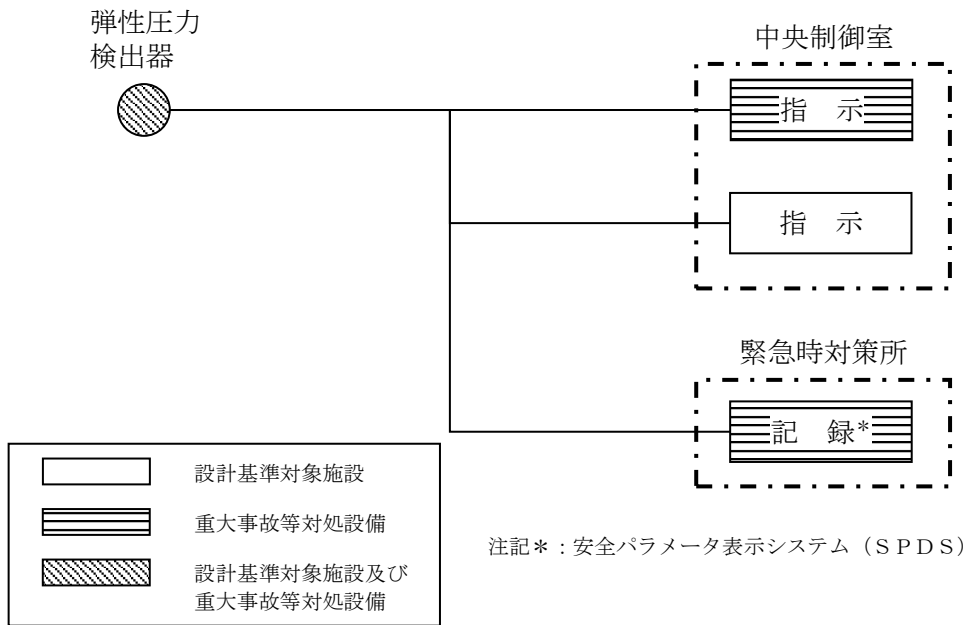 弾性圧力
検出器
中央制御室
指　示
指　示
緊急時対策所
記　録*
設計基準対象施設
重大事故等対処設備
設計基準対象施設及び
重大事故等対処設備
注記＊：安全パラメータ表示システム（ＳＰＤＳ）